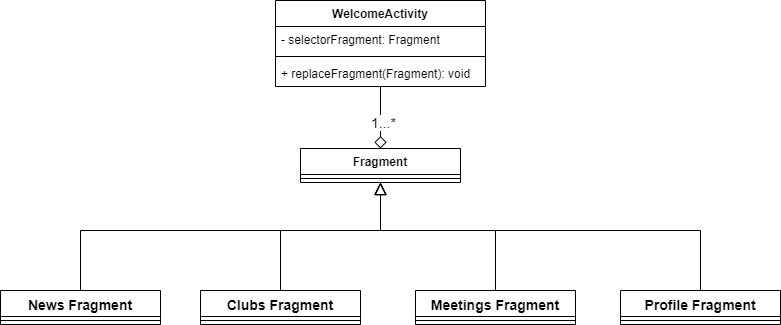 WelcomeActivity
- selectorFragment: Fragment
+ replaceFragment(Fragment): void
1...*
Fragment
News Fragment
Clubs Fragment
Meetings Fragment
Profile Fragment